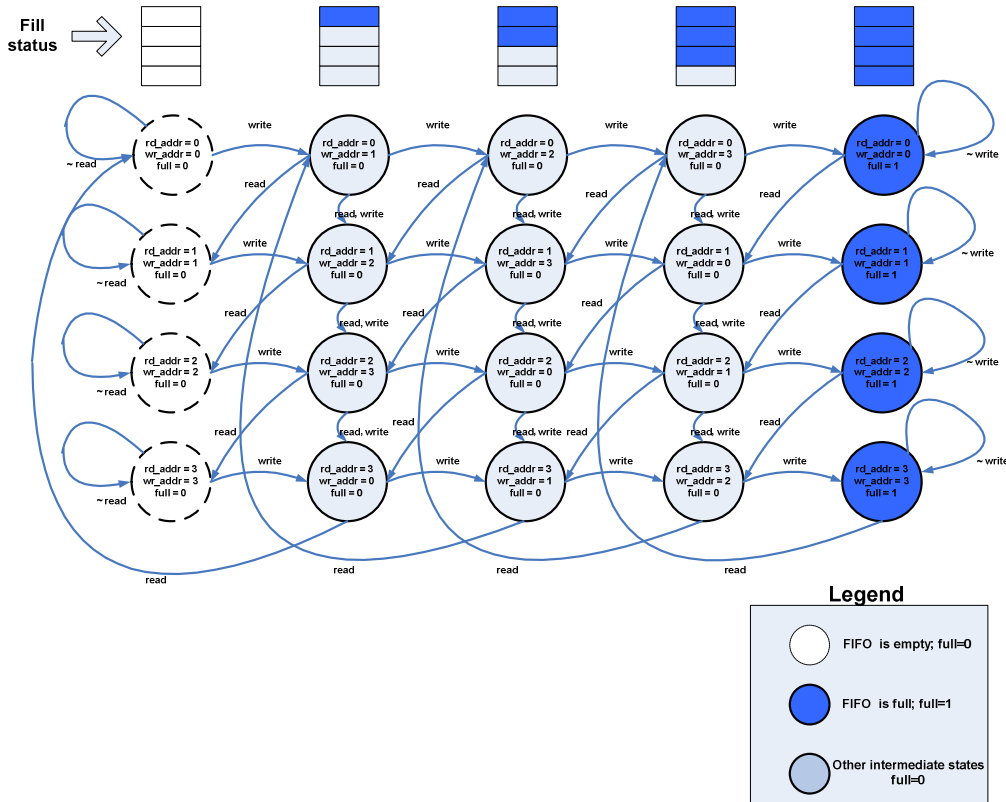 Fill
status
write
write
write
write
rd_addr = 0
wr_addr = 0
full = 0
rd_addr = 0
wr_addr = 1
full = 0
rd_addr = 0
wr_addr = 2
full = 0
rd_addr = 0
wr_addr = 3
full = 0
rd_addr = 0
wr_addr = 0
full = 1
~ read
~ write
read
read
read
read
read, write
read, write
read, write
write
write
write
write
rd_addr = 1
wr_addr = 1
full = 0
rd_addr = 1
wr_addr = 2
full = 0
rd_addr = 1
wr_addr = 3
full = 0
rd_addr = 1
wr_addr = 0
full = 0
rd_addr = 1
wr_addr = 1
full = 1
~ read
~ write
read
read
read
read
read, write
read, write
read, write
write
write
write
write
rd_addr = 2
wr_addr = 2
full = 0
rd_addr = 2
wr_addr = 3
full = 0
rd_addr = 2
wr_addr = 0
full = 0
rd_addr = 2
wr_addr = 1
full = 0
rd_addr = 2
wr_addr = 2
full = 1
~ read
~ write
read
read
read
read
read, write
read, write
read, write
write
write
write
write
rd_addr = 3
wr_addr = 3
full = 0
rd_addr = 3
wr_addr = 0
full = 0
rd_addr = 3
wr_addr = 1
full = 0
rd_addr = 3
wr_addr = 2
full = 0
rd_addr = 3
wr_addr = 3
full = 1
~ read
~ write
read
read
read
read
Legend
FIFO is empty; full=0
FIFO is full; full=1
Other intermediate states
full=0